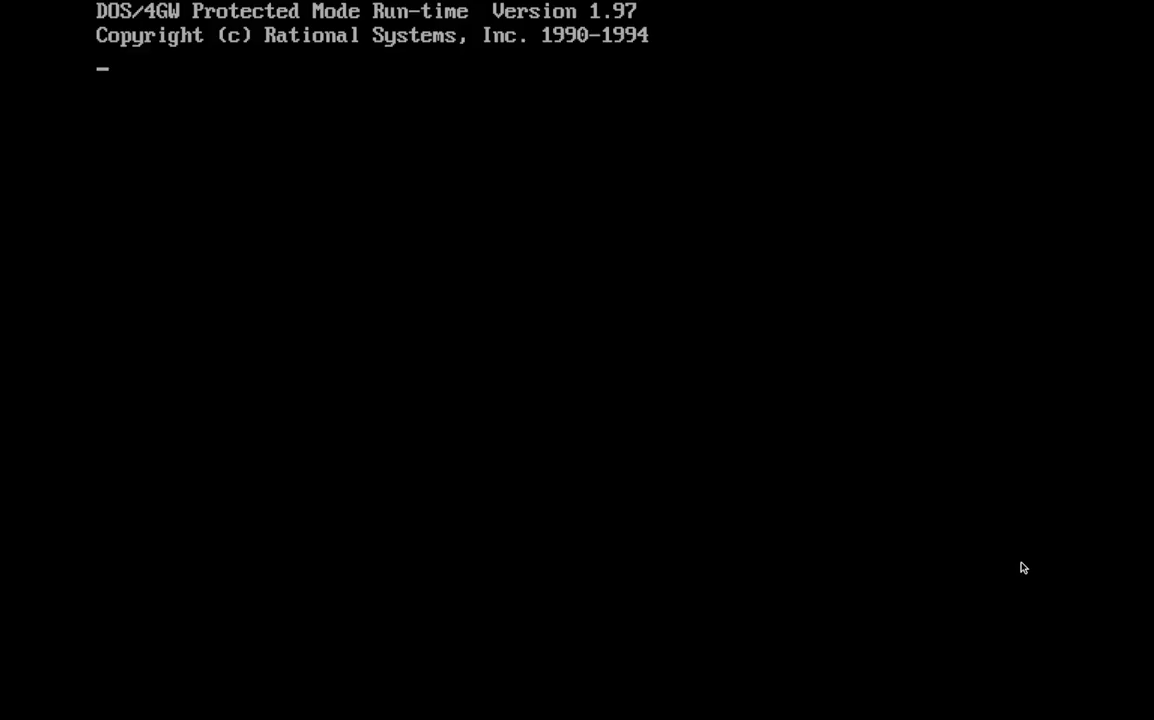 DOS/4GW Protected Mode Run-time  Version 1.97
Copyright (c) Rational Systems, Inc. 1990-1994